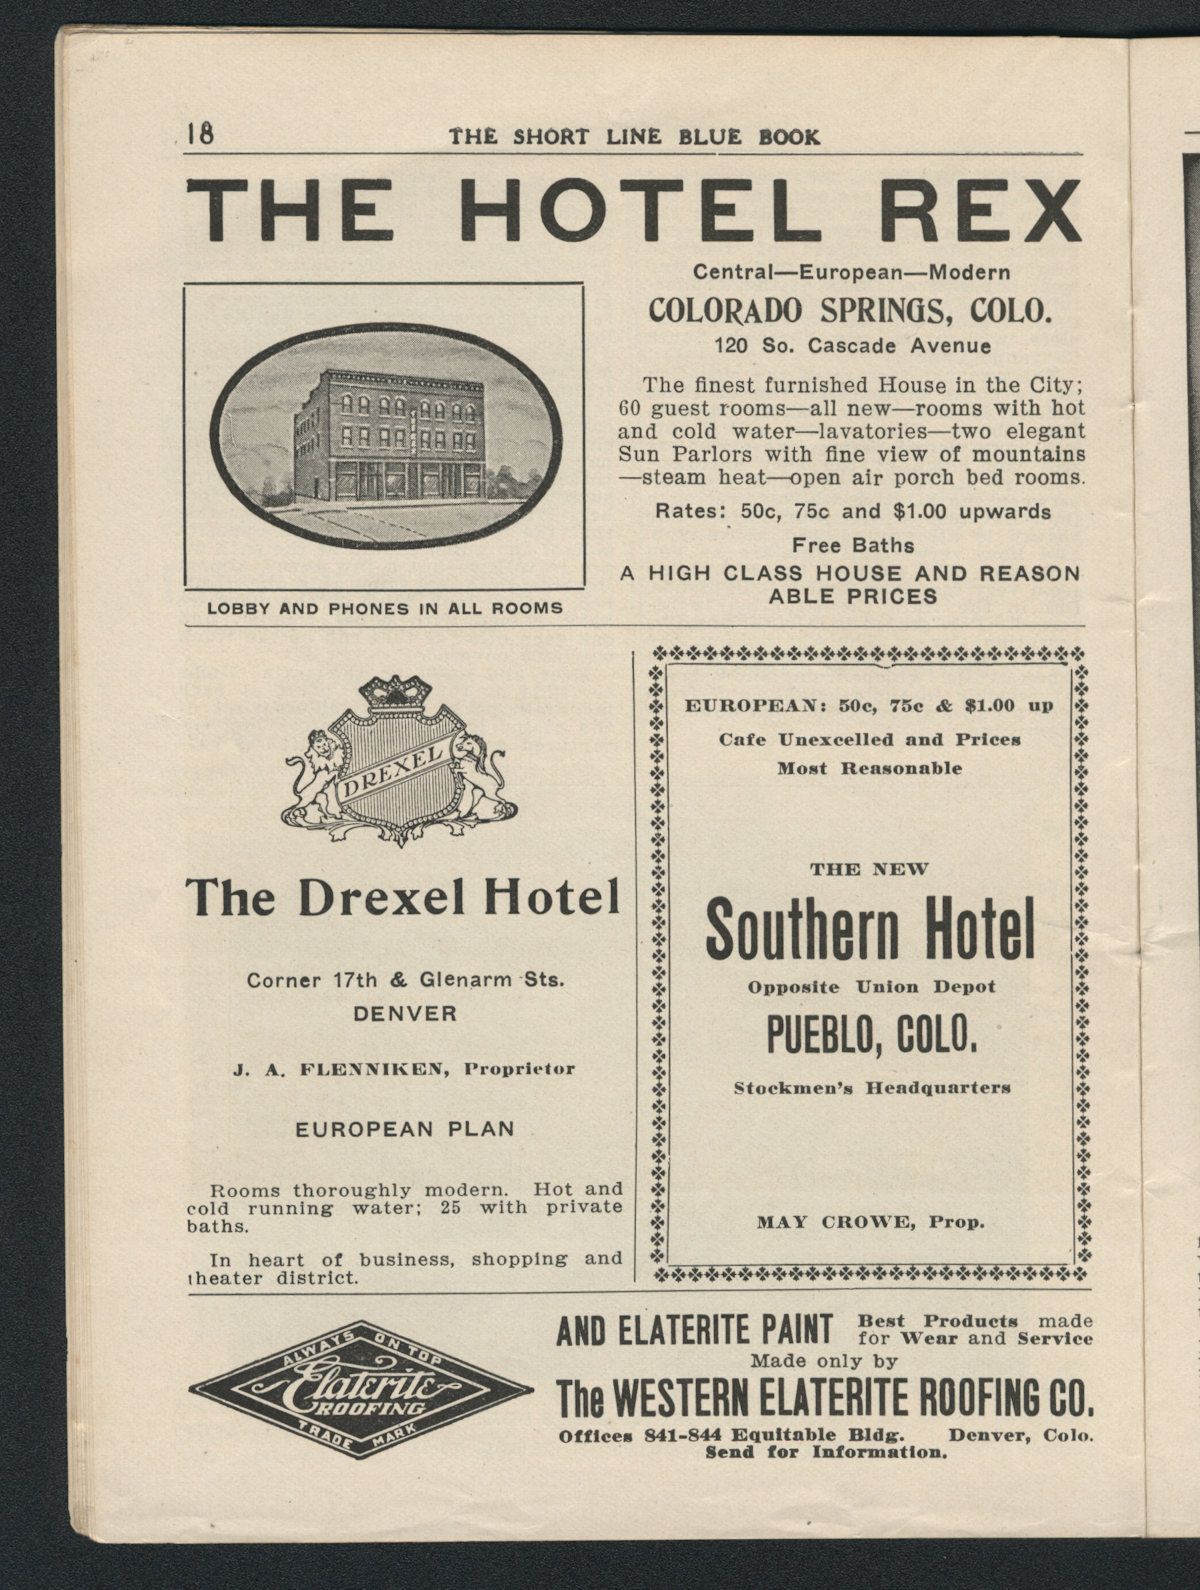 18
THE SHORT LINE BLUE BOOK
THE HOTEL REX
Central—European—Modern
COLORADO SPRINGS, COLO.
120 So. Cascade Avenue
The finest furnished House in the City;
60 guest rooms—all new—rooms with hot
and cold water—lavatories—two elegant
Sun Parlors with fine view of mountains
—steam heat—open air porch bed rooms.
Rates: 50c, 75c and $1.00 upwards
Free Baths
A HIGH CLASS HOUSE AND REASON
ABLE PRICES
LOBBY AND PHONES IN ALL ROOMS
DREXEL
The Drexel Hotel
Corner 17th & Glenarm Sts.
DENVER
J. A. FLENNIKEN, Proprietor
EUROPEAN PLAN
Rooms thoroughly modern. Hot and
cold running water; 25 with private
baths.
In heart of business, shopping and
theater district.
EUROPEAN: 50c, 75c & $1.00 up
Cafe Unexcelled and Prices
Most Reasonable
THE NEW
Southern Hotel
Opposite Union Depot
PUEBLO, COLO.
Stockmen's Headquarters
MAY CROWE, Prop.
ALWAYS ON TOP
Elaterite
ROOFING
TRADE MARK
AND ELATERITE PAINT Best Products made
for Wear and Service
Made only by
The WESTERN ELATERITE ROOFING CO.
Offices 841-844 Equitable Bldg. Denver, Colo.
Send for Information.